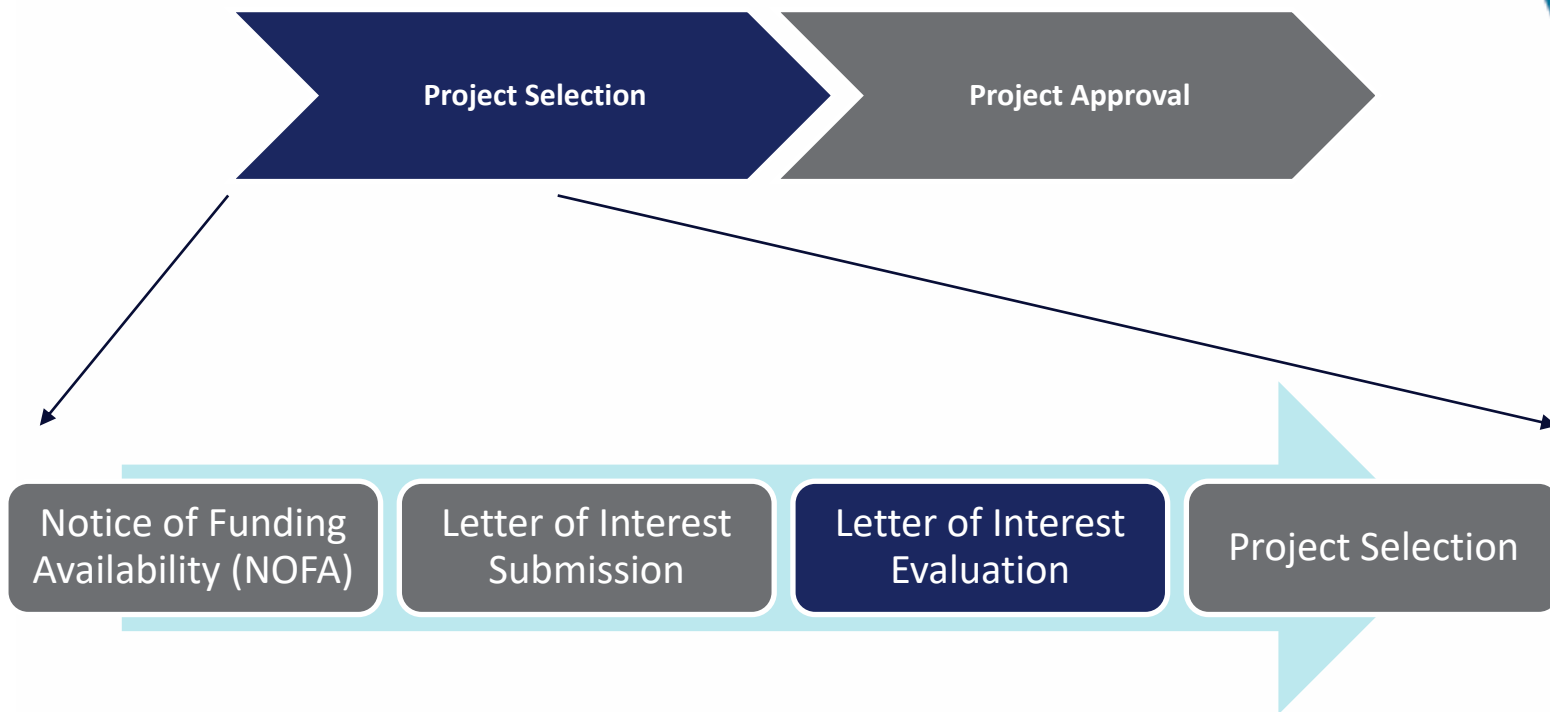 Project Selection
Project Approval
Notice of Funding
Availability (NOFA)
Letter of Interest
Submission
Letter of Interest
Evaluation
Project Selection